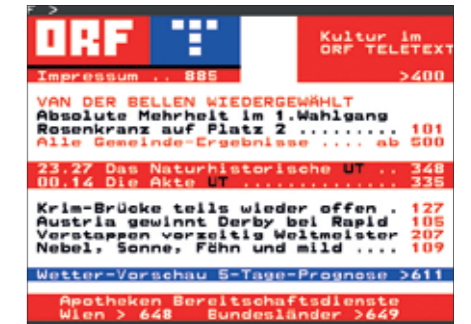 F >
ORF T
Kultur im
ORF TELETEXT
Impressum .. 885 >400
VAN DER BELLEN WIEDERGEWÄHLT
Absolute Mehrheit im 1.Wahlgang
Rosenkranz auf Platz 2 ......... 101
Alle Gemeinde-Ergebnisse .... ab 500
23.27 Das Naturhistorische UT .. 348
00.14 Die Akte UT .............. 335
Krim-Brücke teils wieder offen . 127
Austria gewinnt Derby bei Rapid 105
Verstappen vorzeitig Weltmeister 207
Nebel, Sonne, Föhn und mild .... 109
Wetter-Vorschau 5-Tage-Prognose >611
Apotheken Bereitschaftsdienste
Wien > 648 Bundesländer >649